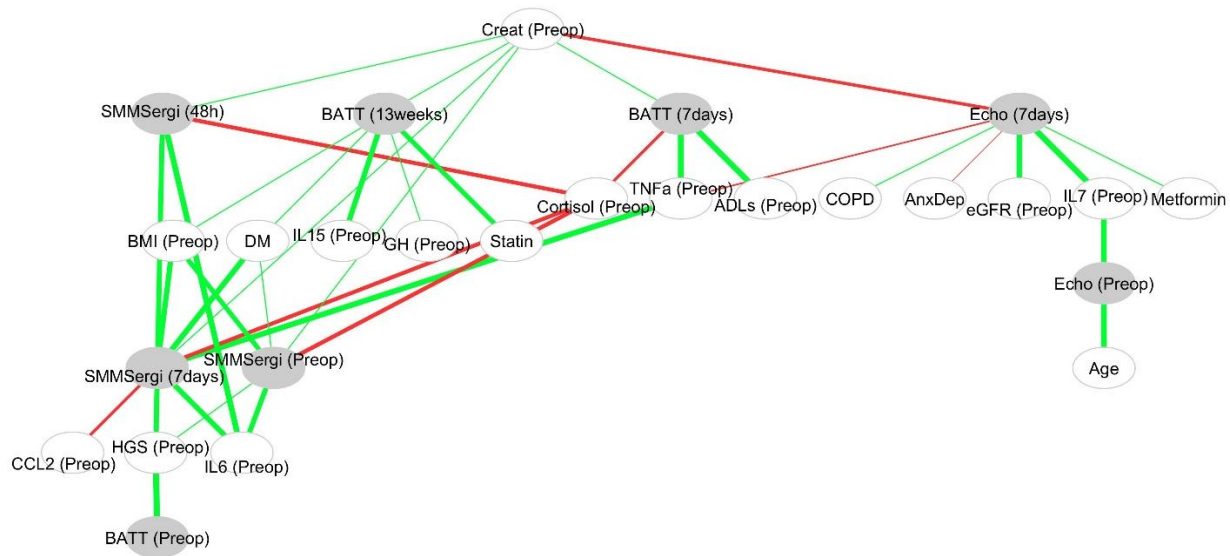 Creat (Preop)
SMMSergi (48h)
BATT (13weeks)
BATT (7days)
Echo (7days)
TNFa (Preop)
Cortisol (Preop)
ADLs (Preop)
COPD
AnxDep
eGFR (Preop)
IL7 (Preop)
Metformin
BMI (Preop)
DM
IL15 (Preop)
GH (Preop)
Statin
Echo (Preop)
SMMSergi (7days)
SMMSergi (Preop)
Age
CCL2 (Preop)
HGS (Preop)
IL6 (Preop)
BATT (Preop)